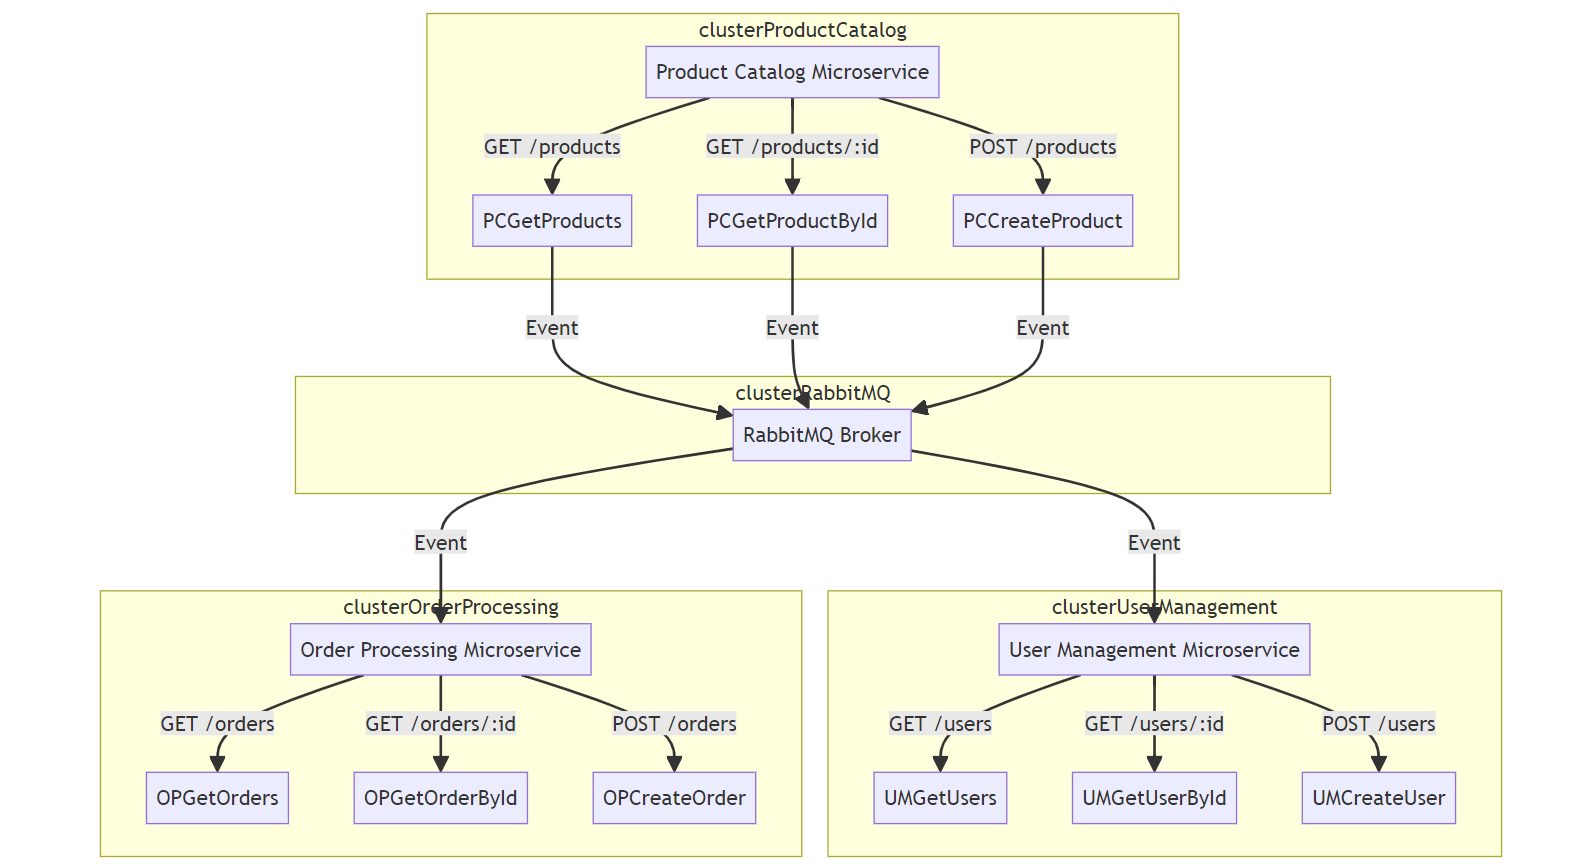 clusterProductCatalog
Product Catalog Microservice
GET /products
GET /products/:id
POST /products
PCGetProducts
PCGetProductById
PCCreateProduct
Event
Event
Event
clusterRabbitMQ
RabbitMQ Broker
Event
Event
clusterOrderProcessing
clusterUserManagement
Order Processing Microservice
User Management Microservice
GET /orders
GET /orders/:id
POST /orders
GET /users
GET /users/:id
POST /users
OPGetOrders
OPGetOrderById
OPCreateOrder
UMGetUsers
UMGetUserById
UMCreateUser